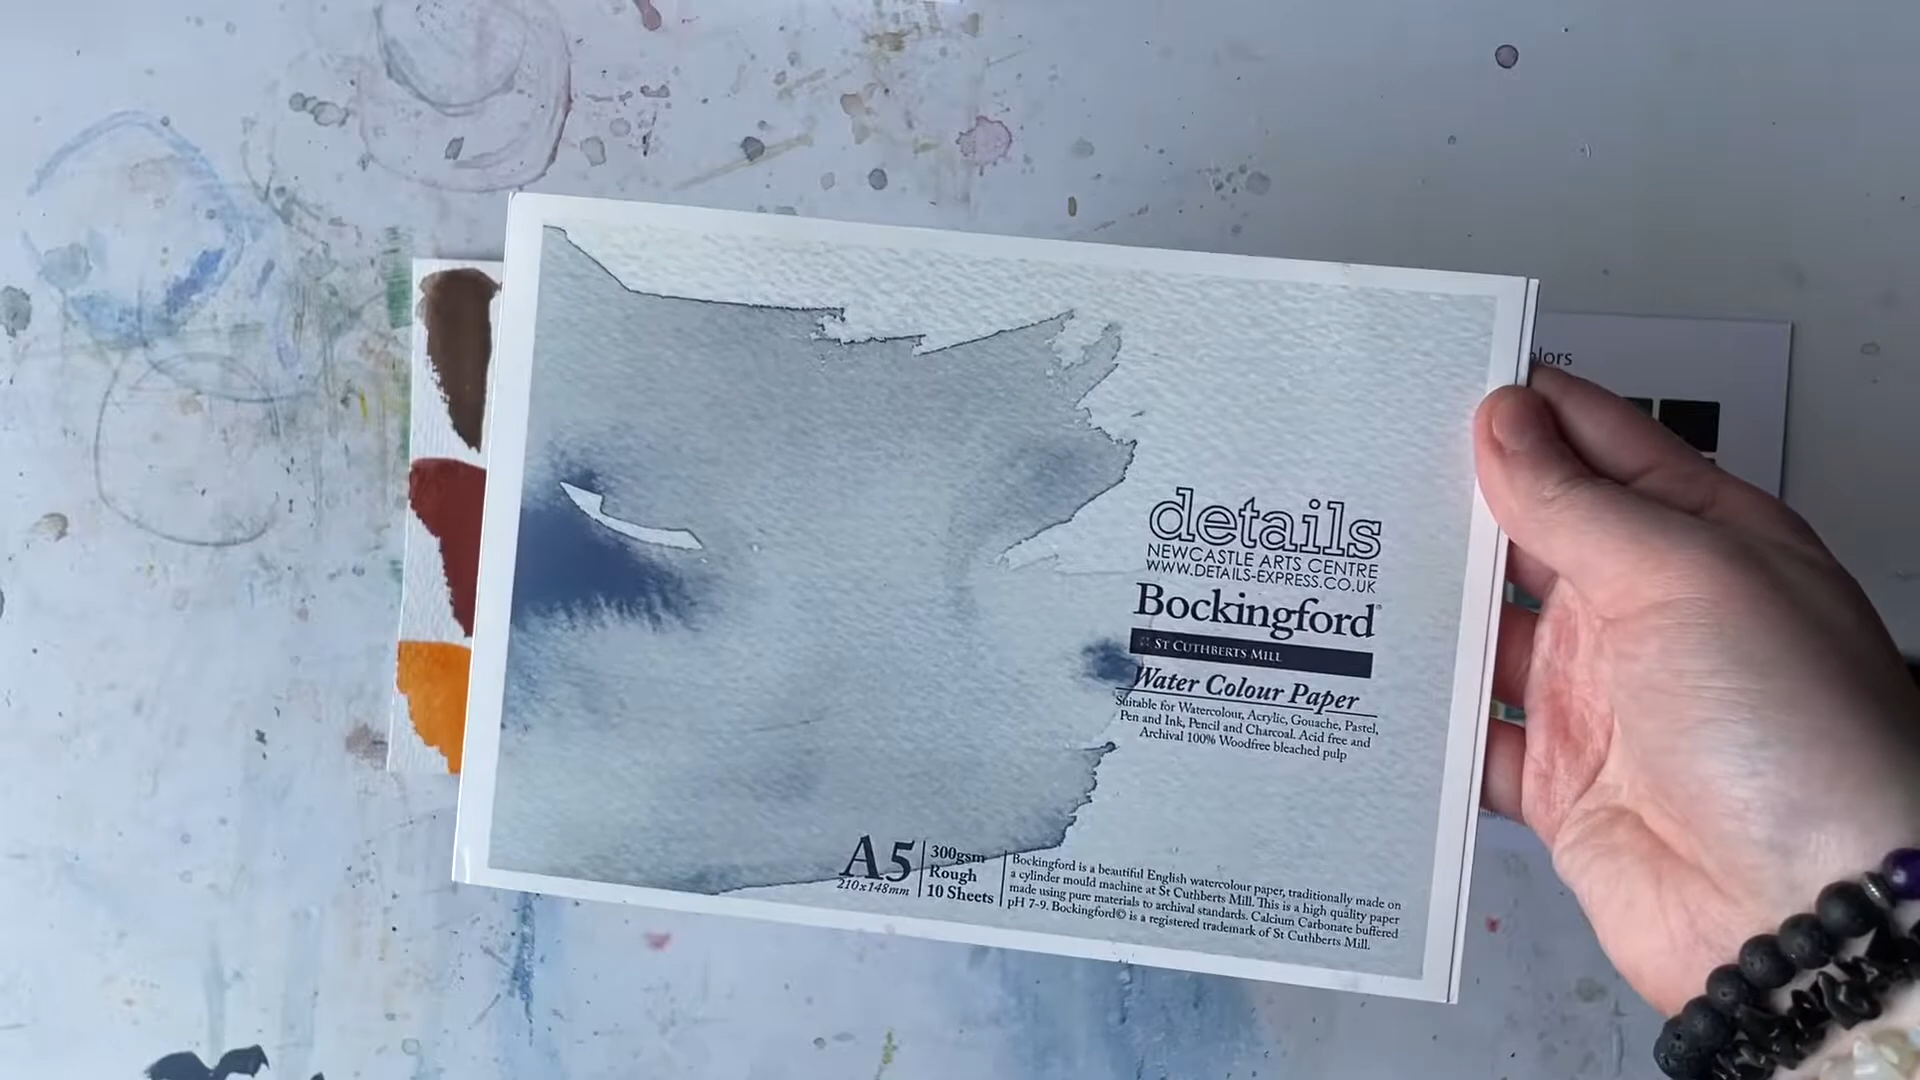 olors
details
NEWCASTLE ARTS CENTRE
WWW.DETAILS-EXPRESS.CO.UK
Bockingford®
ST CUTHBERTS MILL
Water Colour Paper
Suitable for Watercolour, Acrylic, Gouache, Pastel,
Pen and Ink, Pencil and Charcoal. Acid free and
Archival 100% Woodfree bleached pulp
A5
210x148mm
300gsm
Rough
10 Sheets
Bockingford is a beautiful English watercolour paper, traditionally made on
a cylinder mould machine at St Cuthberts Mill. This is a high quality paper
made using pure materials to archival standards. Calcium Carbonate buffered
pH 7-9. Bockingford© is a registered trademark of St Cuthberts Mill.